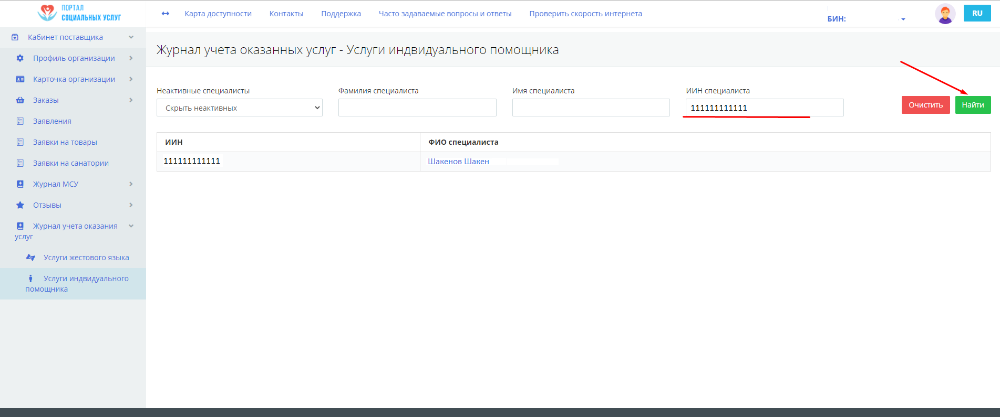 ПОРТАЛ
СОЦИАЛЬНЫХ УСЛУГ
Карта доступности Контакты Поддержка Часто задаваемые вопросы и ответы Проверить скорость интернета
БИН:
RU
Кабинет поставщика
Профиль организации
Карточка организации
Заказы
Заявления
Заявки на товары
Заявки на санатории
Журнал МСУ
Отзывы
Журнал учета оказания
услуг
Услуги жестового языка
Услуги индвидуального
помощника
Журнал учета оказанных услуг - Услуги индвидуального помощника
Неактивные специалисты Фамилия специалиста Имя специалиста ИИН специалиста
Скрыть неактивных 111111111111 Очистить Найти
ИИН ФИО специалиста
111111111111 Шакенов Шакен